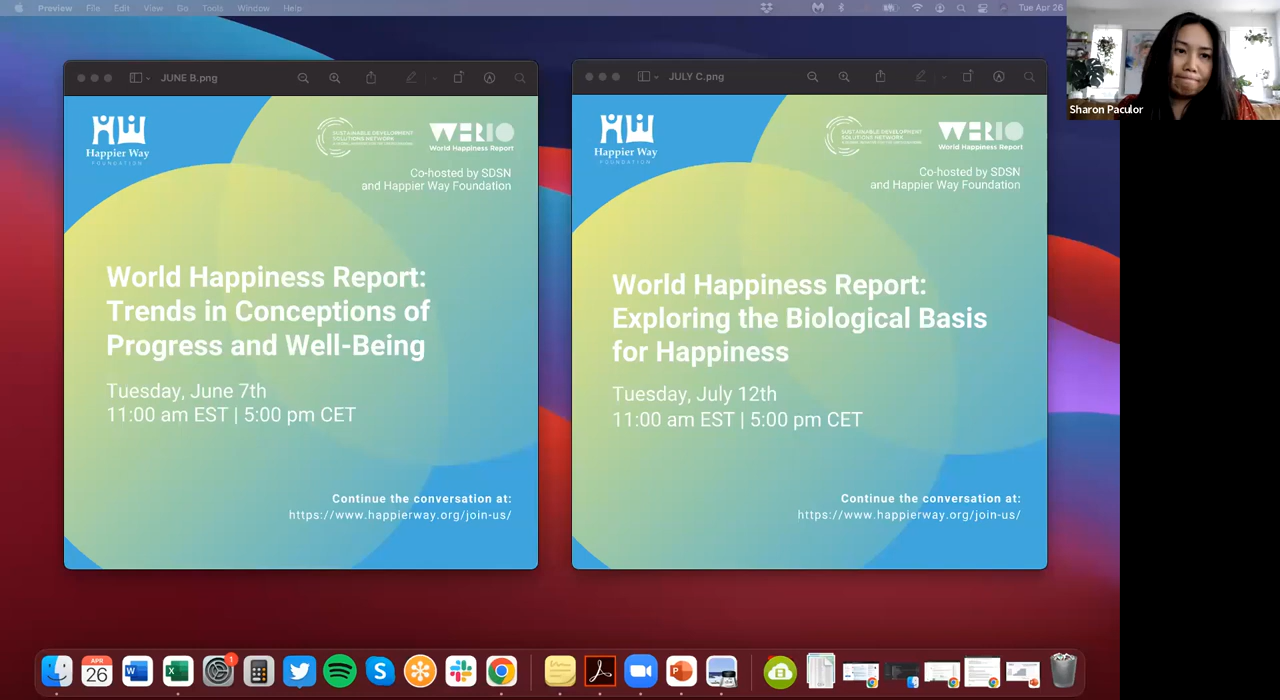 Preview File Edit View Go Tools Window Help
Tue Apr 26
Sharon Paculor
JUNE B.png
Happier Way
FOUNDATION
SUSTAINABLE DEVELOPMENT
SOLUTIONS NETWORK
World Happiness Report
Co-hosted by SDSN
and Happier Way Foundation
World Happiness Report:
Trends in Conceptions of
Progress and Well-Being
Tuesday, June 7th
11:00 am EST | 5:00 pm CET
Continue the conversation at:
https://www.happierway.org/join-us/
JULY C.png
Happier Way
FOUNDATION
SUSTAINABLE DEVELOPMENT
SOLUTIONS NETWORK
World Happiness Report
Co-hosted by SDSN
and Happier Way Foundation
World Happiness Report:
Exploring the Biological Basis
for Happiness
Tuesday, July 12th
11:00 am EST | 5:00 pm CET
Continue the conversation at:
https://www.happierway.org/join-us/
APR
26
1